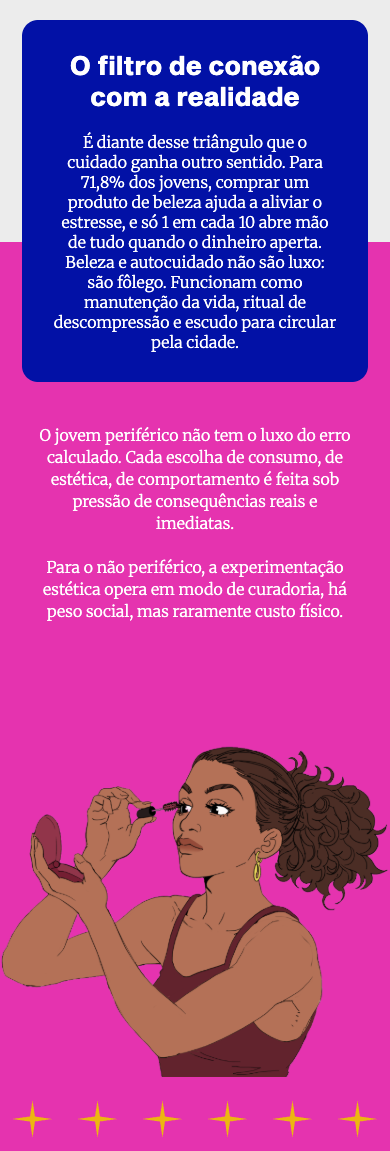 O filtro de conexão
com a realidade
É diante desse triângulo que o
cuidado ganha outro sentido. Para
71,8% dos jovens, comprar um
produto de beleza ajuda a aliviar o
estresse, e só 1 em cada 10 abre mão
de tudo quando o dinheiro aperta.
Beleza e autocuidado não são luxo:
são fôlego. Funcionam como
manutenção da vida, ritual de
descompressão e escudo para circular
pela cidade.
O jovem periférico não tem o luxo do erro
calculado. Cada escolha de consumo, de
estética, de comportamento é feita sob
pressão de consequências reais e
imediatas.
Para o não periférico, a experimentação
estética opera em modo de curadoria, há
peso social, mas raramente custo físico.